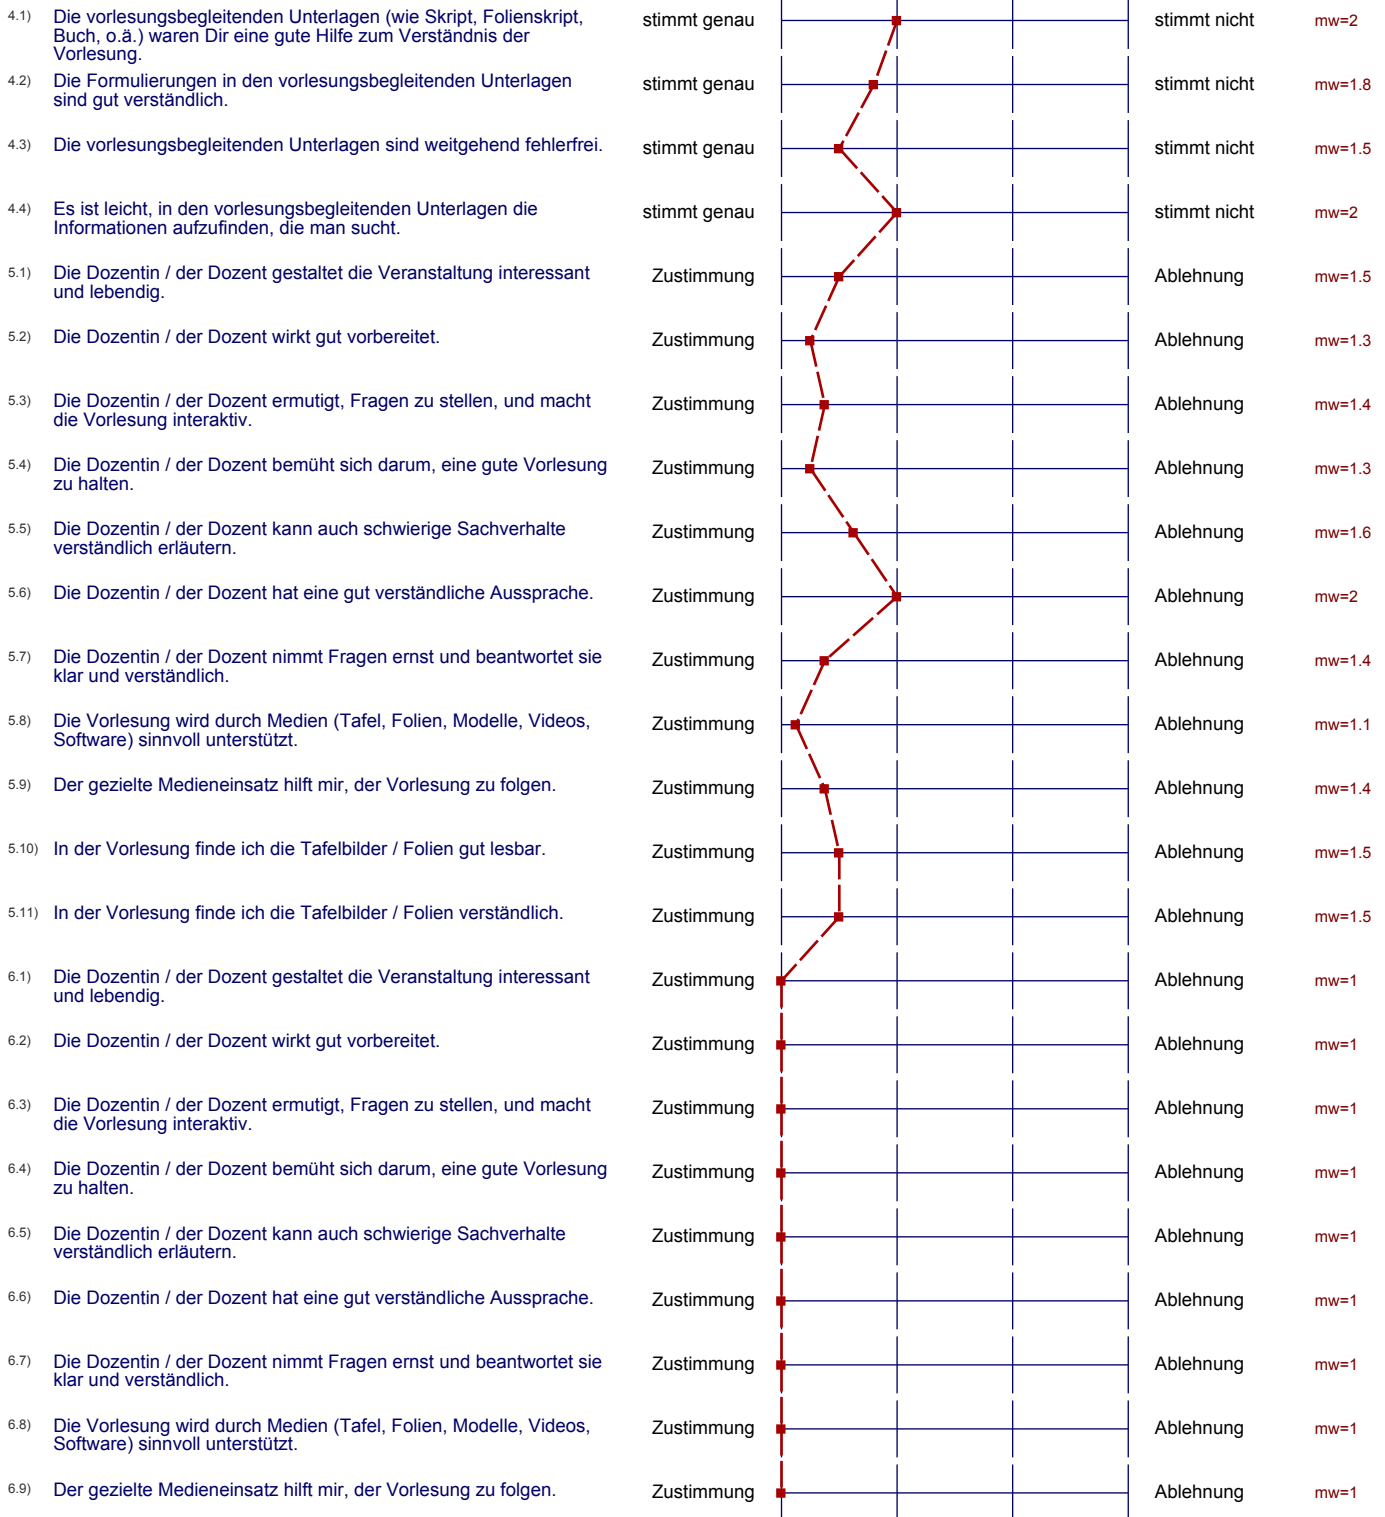 4.1) Die vorlesungsbegleitenden Unterlagen (wie Skript, Folienskript, stimmt genau stimmt nicht mw=2
Buch, o.ä.) waren Dir eine gute Hilfe zum Verständnis der
Vorlesung.
4.2) Die Formulierungen in den vorlesungsbegleitenden Unterlagen stimmt genau stimmt nicht mw=1.8
sind gut verständlich.
4.3) Die vorlesungsbegleitenden Unterlagen sind weitgehend fehlerfrei. stimmt genau stimmt nicht mw=1.5
4.4) Es ist leicht, in den vorlesungsbegleitenden Unterlagen die stimmt genau stimmt nicht mw=2
Informationen aufzufinden, die man sucht.
5.1) Die Dozentin / der Dozent gestaltet die Veranstaltung interessant Zustimmung Ablehnung mw=1.5
und lebendig.
5.2) Die Dozentin / der Dozent wirkt gut vorbereitet. Zustimmung Ablehnung mw=1.3
5.3) Die Dozentin / der Dozent ermutigt, Fragen zu stellen, und macht Zustimmung Ablehnung mw=1.4
die Vorlesung interaktiv.
5.4) Die Dozentin / der Dozent bemüht sich darum, eine gute Vorlesung Zustimmung Ablehnung mw=1.3
zu halten.
5.5) Die Dozentin / der Dozent kann auch schwierige Sachverhalte Zustimmung Ablehnung mw=1.6
verständlich erläutern.
5.6) Die Dozentin / der Dozent hat eine gut verständliche Aussprache. Zustimmung Ablehnung mw=2
5.7) Die Dozentin / der Dozent nimmt Fragen ernst und beantwortet sie Zustimmung Ablehnung mw=1.4
klar und verständlich.
5.8) Die Vorlesung wird durch Medien (Tafel, Folien, Modelle, Videos, Zustimmung Ablehnung mw=1.1
Software) sinnvoll unterstützt.
5.9) Der gezielte Medieneinsatz hilft mir, der Vorlesung zu folgen. Zustimmung Ablehnung mw=1.4
5.10) In der Vorlesung finde ich die Tafelbilder / Folien gut lesbar. Zustimmung Ablehnung mw=1.5
5.11) In der Vorlesung finde ich die Tafelbilder / Folien verständlich. Zustimmung Ablehnung mw=1.5
6.1) Die Dozentin / der Dozent gestaltet die Veranstaltung interessant Zustimmung Ablehnung mw=1
und lebendig.
6.2) Die Dozentin / der Dozent wirkt gut vorbereitet. Zustimmung Ablehnung mw=1
6.3) Die Dozentin / der Dozent ermutigt, Fragen zu stellen, und macht Zustimmung Ablehnung mw=1
die Vorlesung interaktiv.
6.4) Die Dozentin / der Dozent bemüht sich darum, eine gute Vorlesung Zustimmung Ablehnung mw=1
zu halten.
6.5) Die Dozentin / der Dozent kann auch schwierige Sachverhalte Zustimmung Ablehnung mw=1
verständlich erläutern.
6.6) Die Dozentin / der Dozent hat eine gut verständliche Aussprache. Zustimmung Ablehnung mw=1
6.7) Die Dozentin / der Dozent nimmt Fragen ernst und beantwortet sie Zustimmung Ablehnung mw=1
klar und verständlich.
6.8) Die Vorlesung wird durch Medien (Tafel, Folien, Modelle, Videos, Zustimmung Ablehnung mw=1
Software) sinnvoll unterstützt.
6.9) Der gezielte Medieneinsatz hilft mir, der Vorlesung zu folgen. Zustimmung Ablehnung mw=1